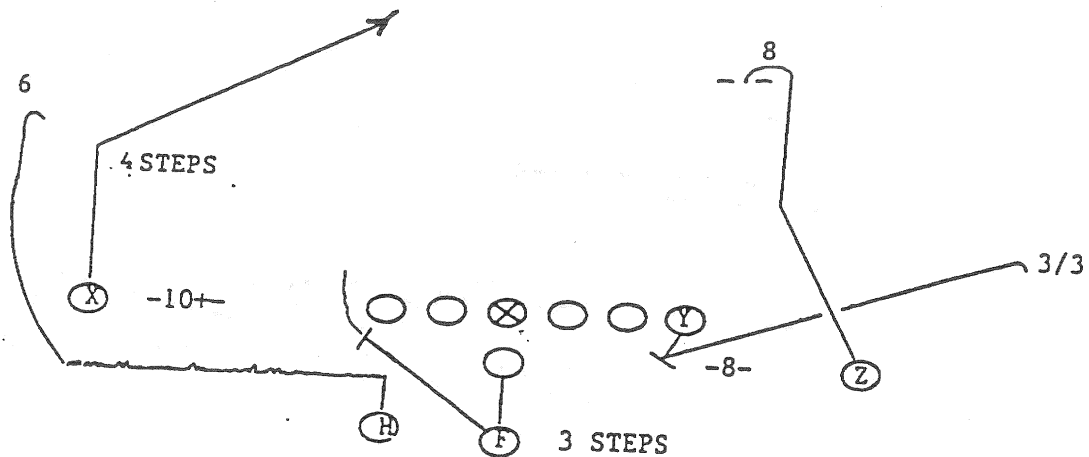 8
6
4 STEPS
3/3
X -10+-
X
Y
-8-
Z
H
F 3 STEPS